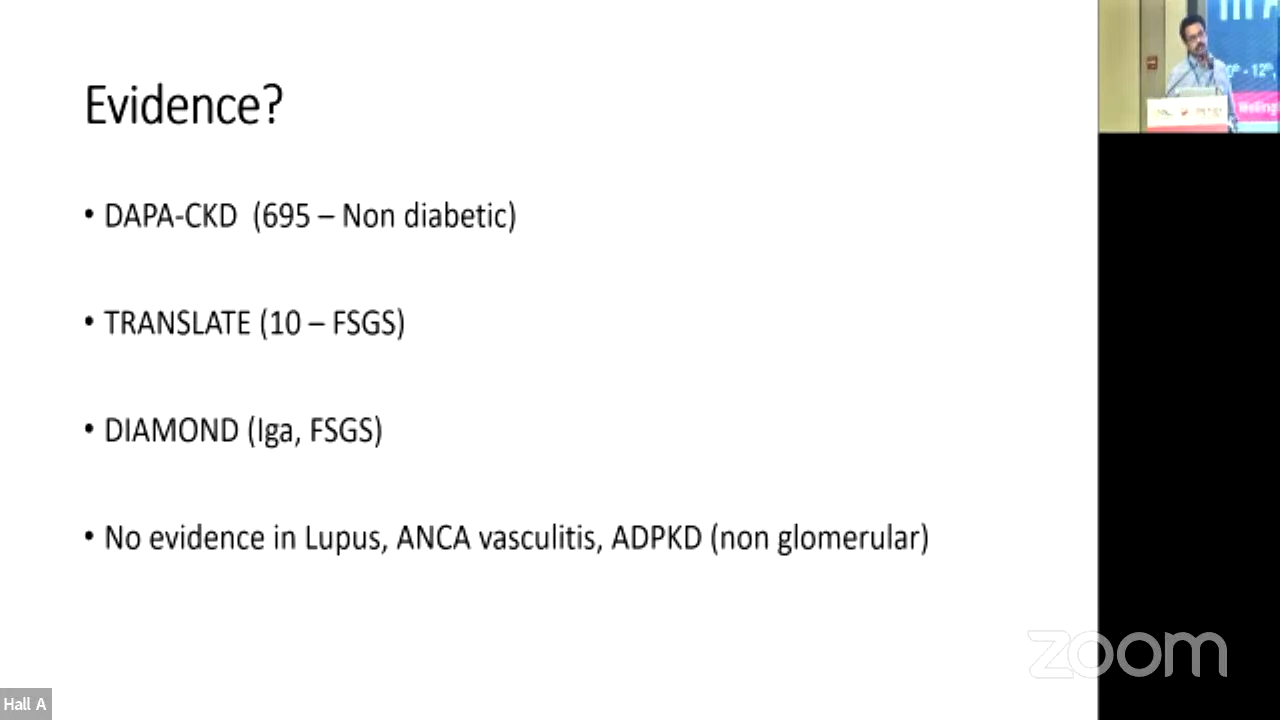 Evidence?
• DAPA-CKD (695 – Non diabetic)
• TRANSLATE (10 – FSGS)
• DIAMOND (Iga, FSGS)
• No evidence in Lupus, ANCA vasculitis, ADPKD (non glomerular)
zoom
Hall A